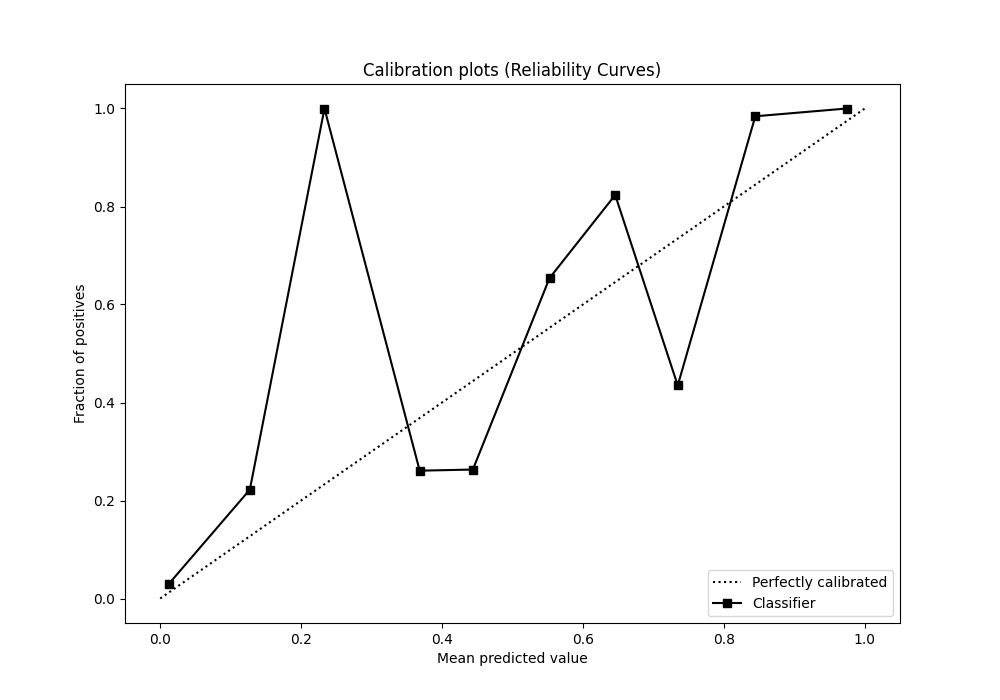 Calibration plots (Reliability Curves)
1.0
0.8
0.6
0.4
0.2
0.0
Fraction of positives
0.0 0.2 0.4 0.6 0.8 1.0
Mean predicted value
Perfectly calibrated
Classifier